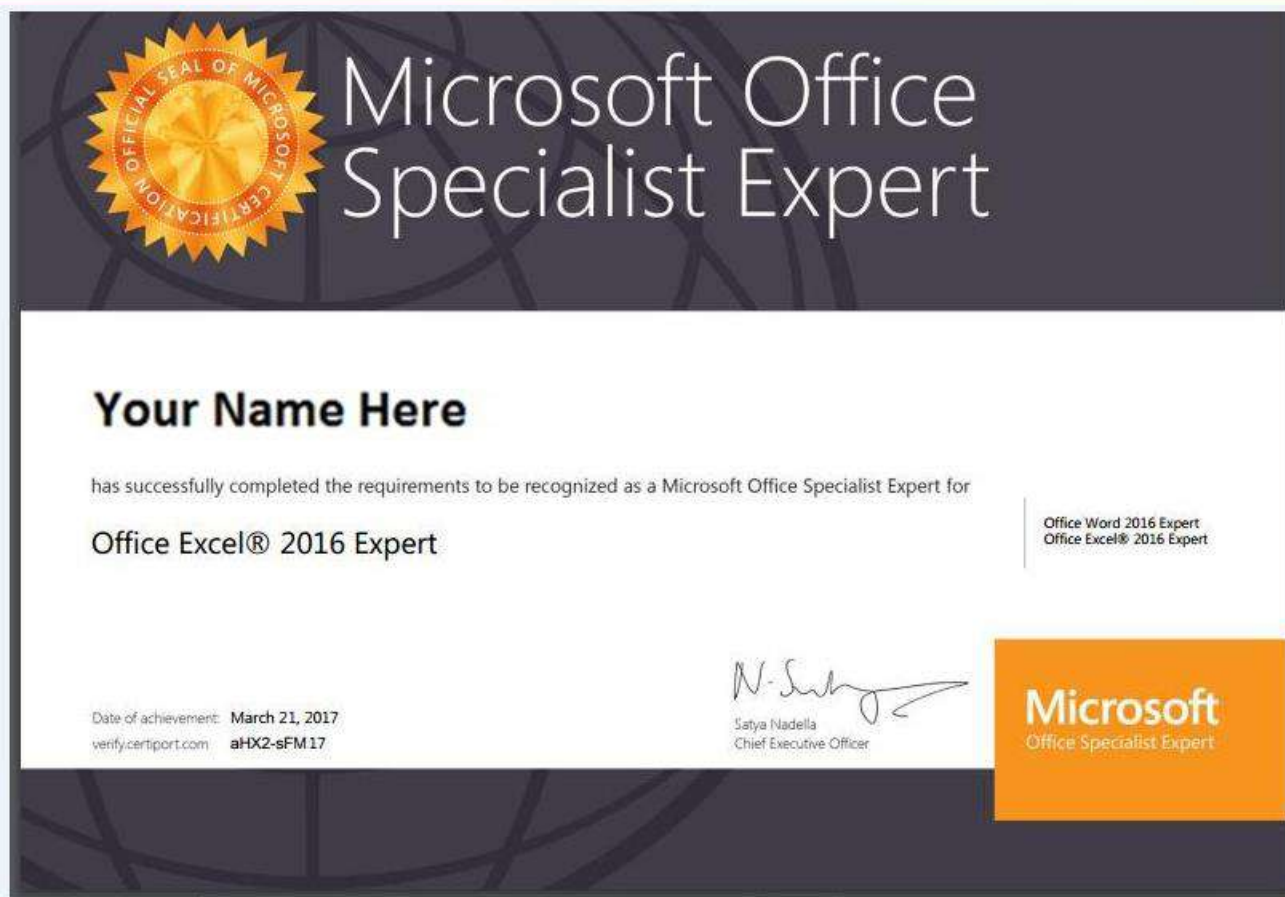 OFFICIAL SEAL OF MICROSOFT CERTIFICATION
Microsoft Office
Specialist Expert
Your Name Here
has successfully completed the requirements to be recognized as a Microsoft Office Specialist Expert for
Office Excel® 2016 Expert
Office Word 2016 Expert
Office Excel® 2016 Expert
Date of achievement: March 21, 2017
verify.certiport.com aHX2-sFM17
N. Satya
Satya Nadella
Chief Executive Officer
Microsoft
Office Specialist Expert